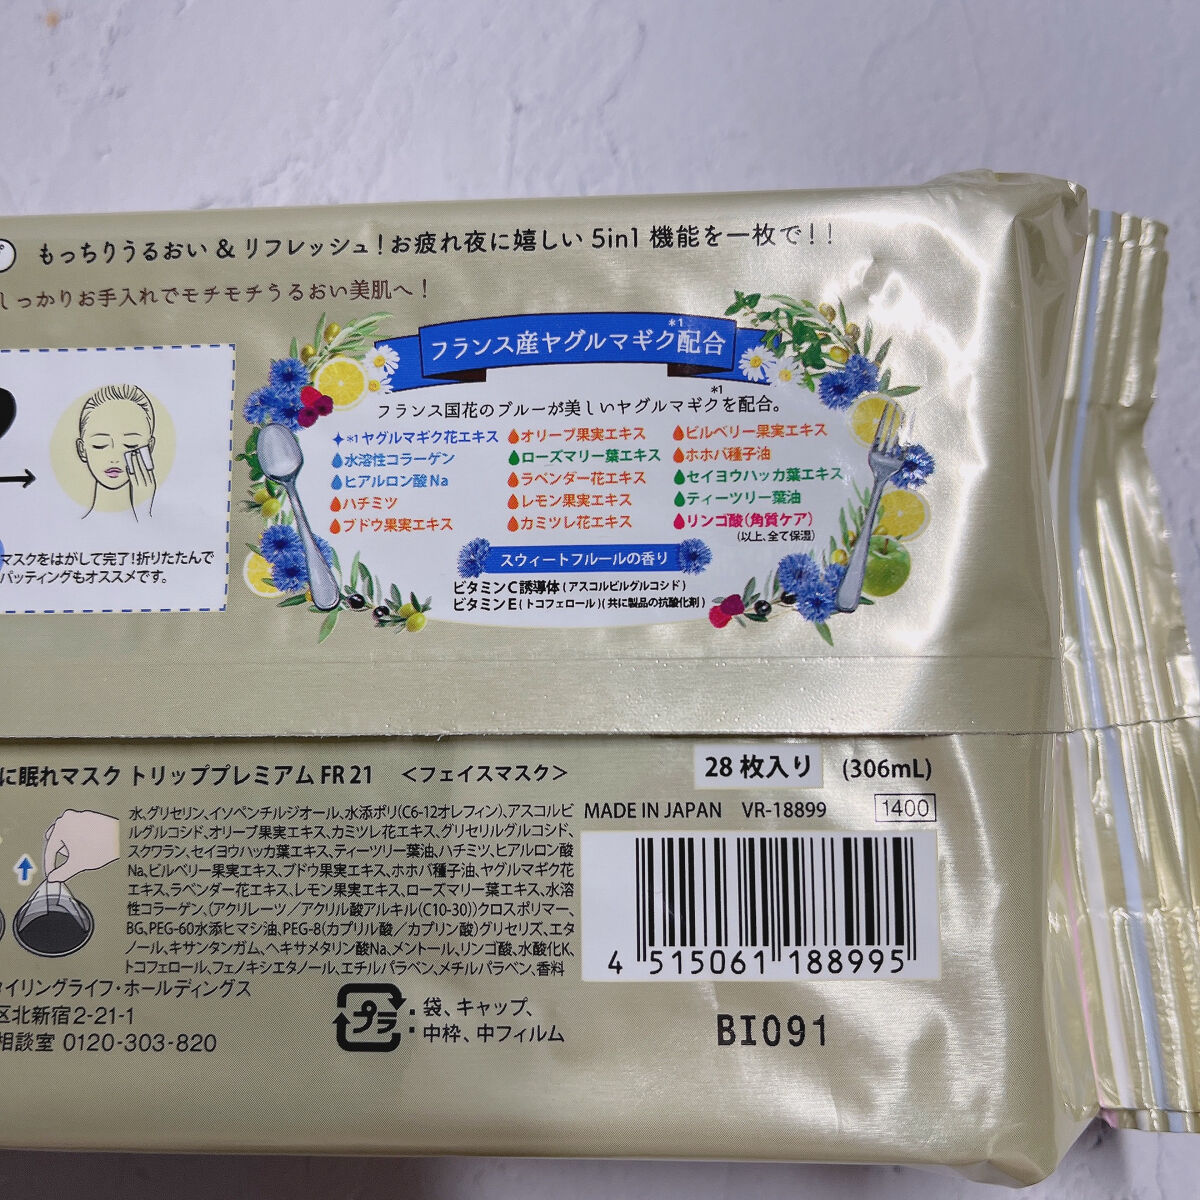 もっちりうるおい & リフレッシュ！お疲れ夜に嬉しい 5in1 機能を一枚で！！
しっかりお手入れでモチモチうるおい美肌へ！
フランス産ヤグルマギク*1配合
フランス国花のブルーが美しいヤグルマギク*1を配合。
*1ヤグルマギク花エキス
水溶性コラーゲン
ヒアルロン酸Na
ハチミツ
ブドウ果実エキス
オリーブ果実エキス
ローズマリー葉エキス
ラベンダー花エキス
レモン果実エキス
カミツレ花エキス
ビルベリー果実エキス
ホホバ種子油
セイヨウハッカ葉エキス
ティーツリー葉油
リンゴ酸(角質ケア)
(以上、全て保湿)
スウィートフルールの香り
ビタミンC誘導体(アスコルビルグルコシド)
ビタミンE(トコフェロール)(共に製品の抗酸化剤)
マスクをはがして完了！折りたたんで
パッティングもオススメです。
に眠れマスク トリッププレミアム FR 21 ＜フェイスマスク＞
28枚入り (306mL)
水、グリセリン、イソペンチルジオール、水添ポリ(C6-12オレフィン)、アスコルビ
ルグルコシド、オリーブ果実エキス、カミツレ花エキス、グリセリルグルコシド、
スクワラン、セイヨウハッカ葉エキス、ティーツリー葉油、ハチミツ、ヒアルロン酸
Na、ビルベリー果実エキス、ブドウ果実エキス、ホホバ種子油、ヤグルマギク花
エキス、ラベンダー花エキス、レモン果実エキス、ローズマリー葉エキス、水溶
性コラーゲン、(アクリレーツ／アクリル酸アルキル(C10-30))クロスポリマー、
BG、PEG-60水添ヒマシ油、PEG-8(カプリル酸／カプリン酸)グリセリズ、エタ
ノール、キサンタンガム、ヘキサメタリン酸Na、メントール、リンゴ酸、水酸化K、
トコフェロール、フェノキシエタノール、エチルパラベン、メチルパラベン、香料
MADE IN JAPAN VR-18899 1400
4 515061 188995
タイリングライフ・ホールディングス
区北新宿2-21-1
相談室 0120-303-820
プラ
: 袋、キャップ、
: 中枠、中フィルム
BI091